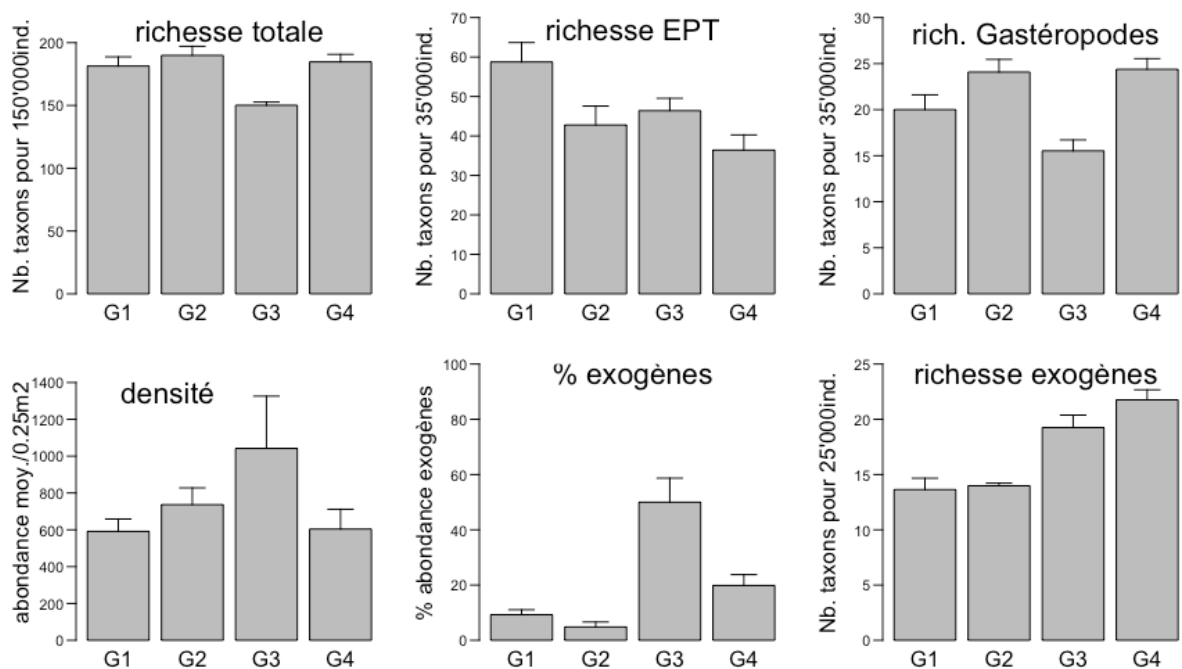 richesse totale
Nb. taxons pour 150'000ind.
200
150
100
50
0
G1 G2 G3 G4
richesse EPT
Nb. taxons pour 35'000ind.
70
60
50
40
30
20
10
0
G1 G2 G3 G4
rich. Gastéropodes
Nb. taxons pour 35'000ind.
30
25
20
15
10
5
0
G1 G2 G3 G4
densité
abondance moy./0.25m2
1400
1200
1000
800
600
400
200
0
G1 G2 G3 G4
% exogènes
% abondance exogènes
100
80
60
40
20
0
G1 G2 G3 G4
richesse exogènes
Nb. taxons pour 25'000ind.
25
20
15
10
5
0
G1 G2 G3 G4